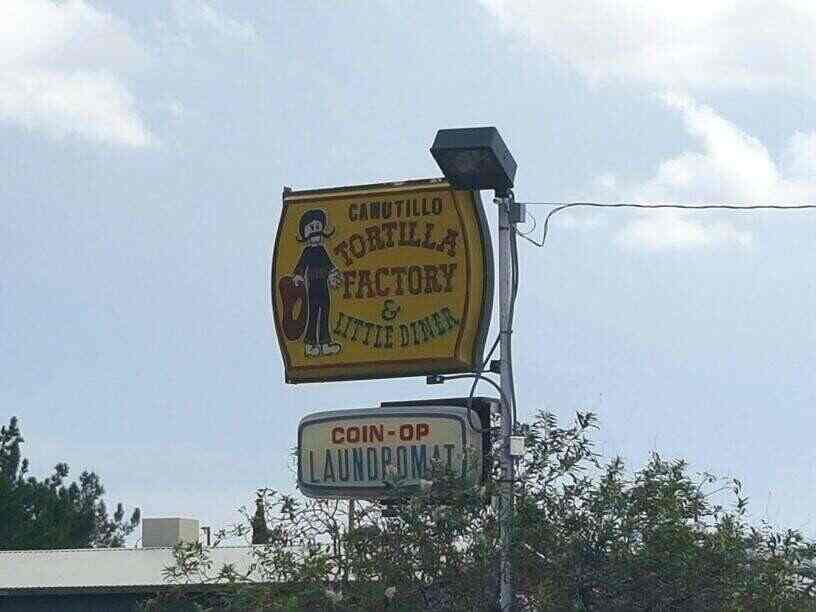 CANUTILLO
TORTILLA
FACTORY
&
LITTLE DINER
COIN-OP
LAUNDROMAT